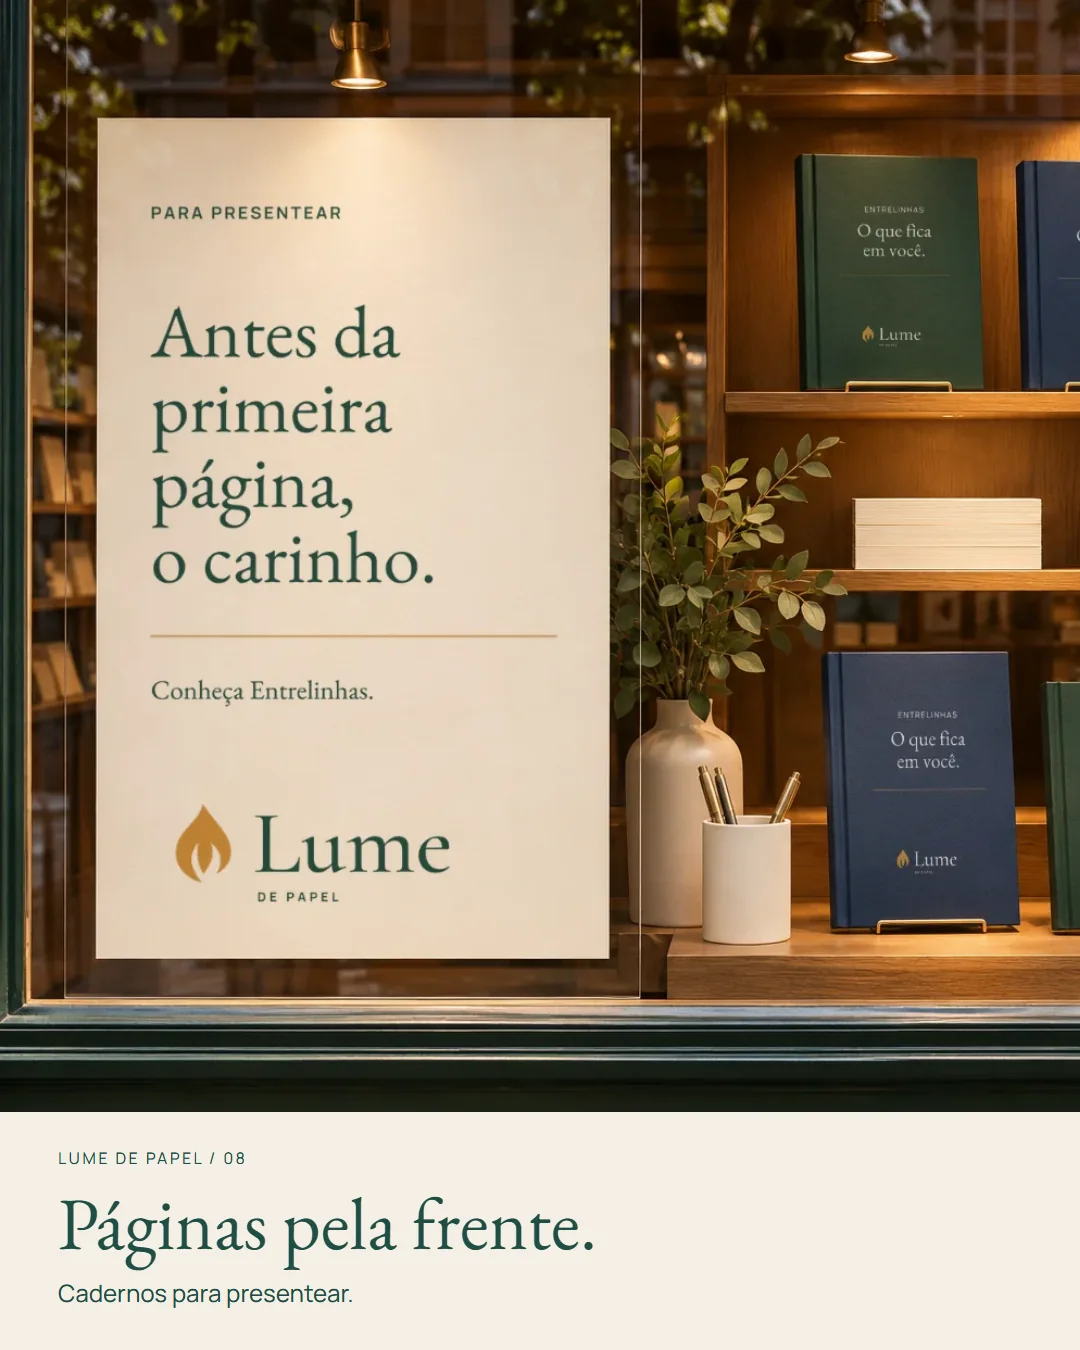 PARA PRESENTEAR
Antes da
primeira
página,
o carinho.
Conheça Entrelinhas.
Lume
DE PAPEL
ENTRELINHAS
O que fica
em você.
Lume
ENTRELINHAS
O que fica
em você.
Lume
LUME DE PAPEL / 08
Páginas pela frente.
Cadernos para presentear.